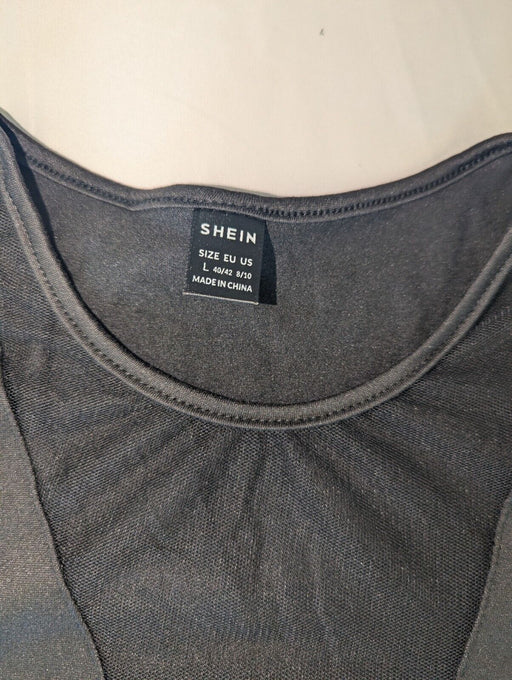 SHEIN
SIZE EU US
L 40/42 8/10
MADE IN CHINA